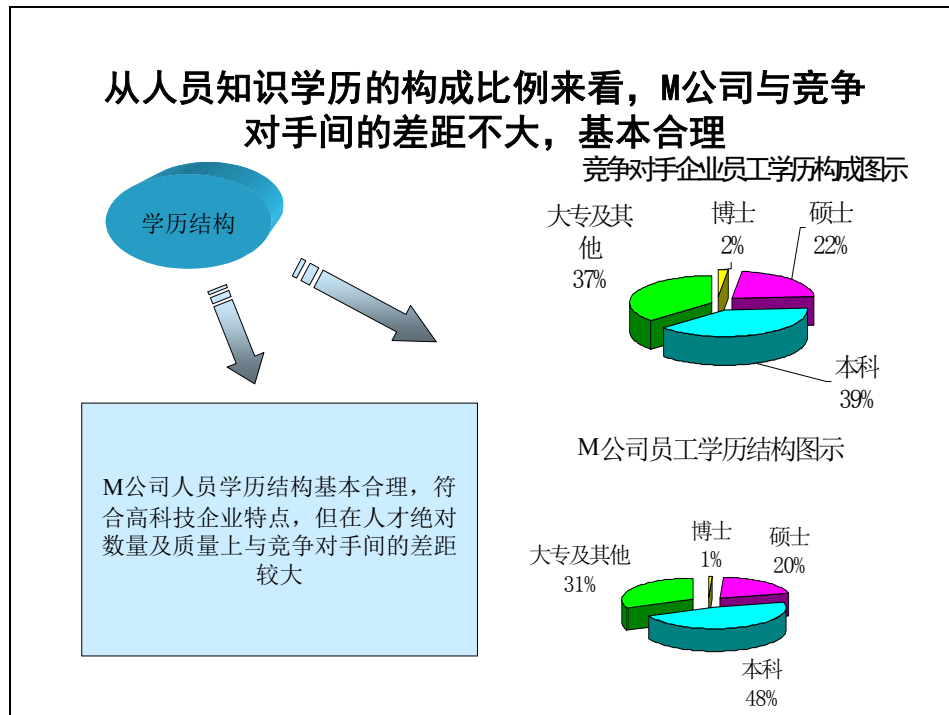 从人员知识学历的构成比例来看，M公司与竞争
对手间的差距不大，基本合理
学历结构
M公司人员学历结构基本合理，符
合高科技企业特点，但在人才绝对
数量及质量上与竞争对手间的差距
较大
竞争对手企业员工学历构成图示
大专及其
他
37%
博士
2%
硕士
22%
本科
39%
M公司员工学历结构图示
大专及其他
31%
博士
1%
硕士
20%
本科
48%